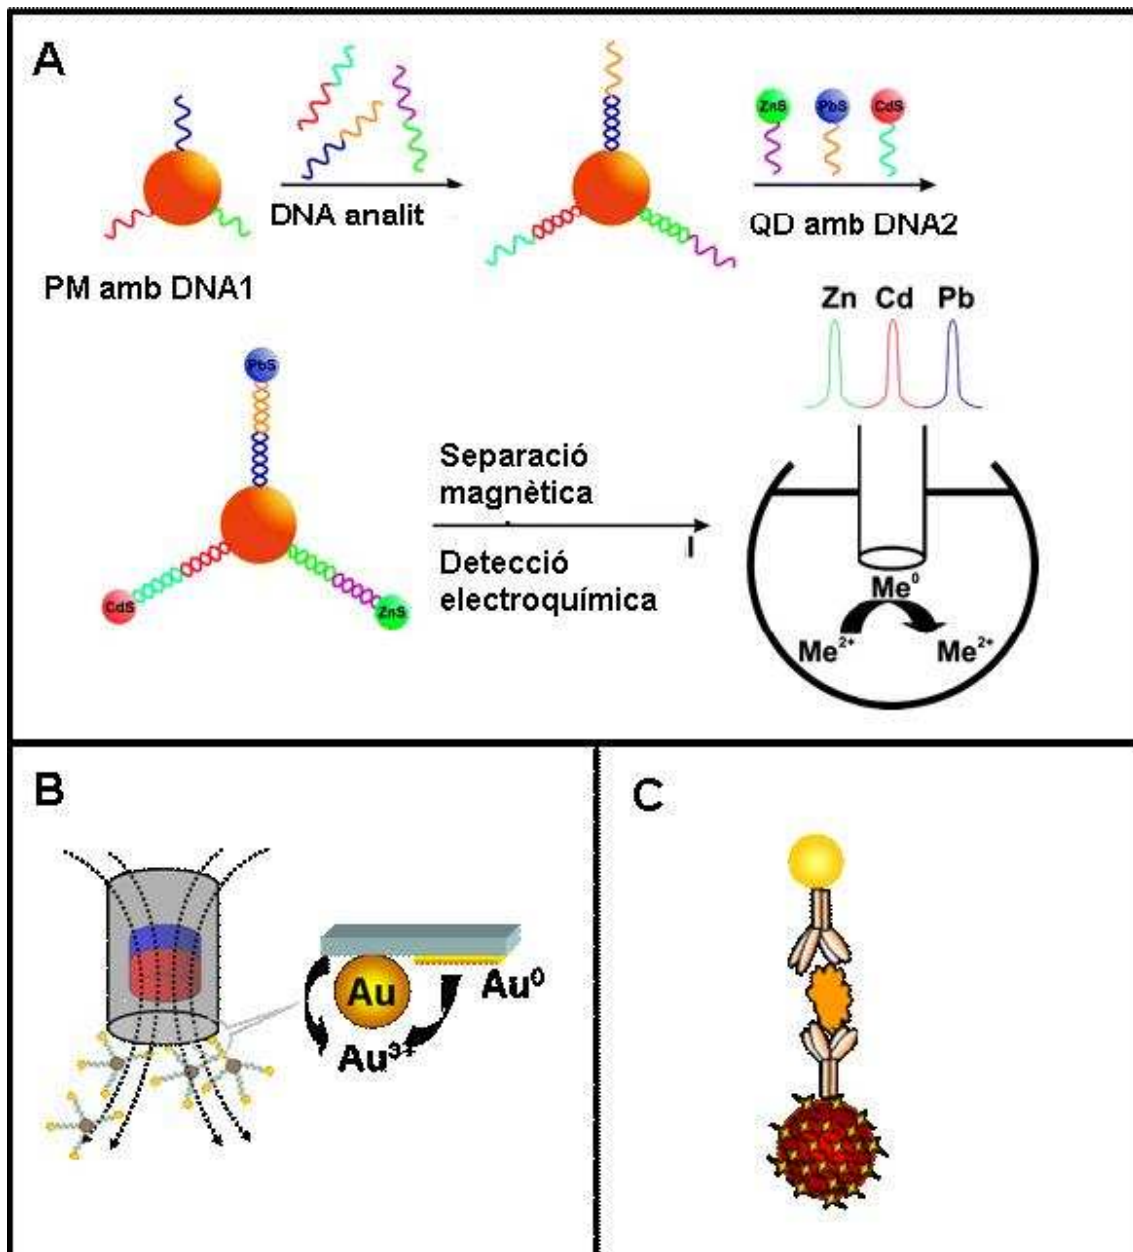 A
ZnS PbS CdS
DNA analit
QD amb DNA2
PM amb DNA1
Zn Cd Pb
PbS
Separació
magnètica
I
Detecció
electroquímica
CdS
ZnS
Me⁰
Me²⁺ Me²⁺
B
C
Au
Au⁰
Au³⁺